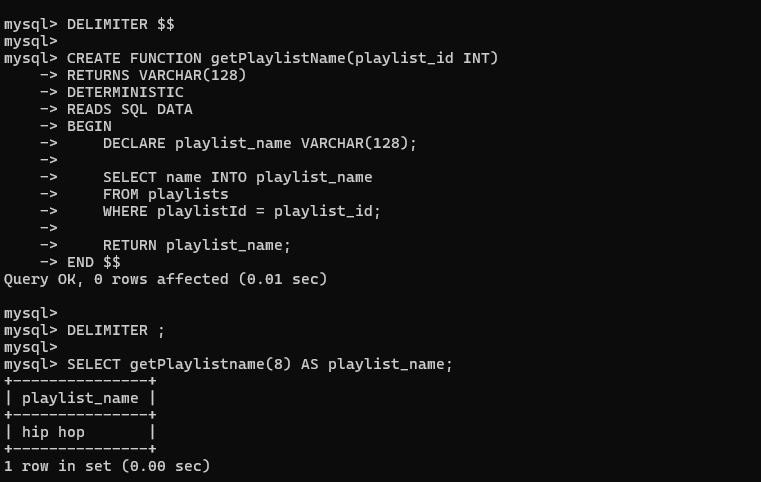 mysql> DELIMITER $$
mysql>
mysql> CREATE FUNCTION getPlaylistName(playlist_id INT)
    -> RETURNS VARCHAR(128)
    -> DETERMINISTIC
    -> READS SQL DATA
    -> BEGIN
    ->     DECLARE playlist_name VARCHAR(128);
    ->
    ->     SELECT name INTO playlist_name
    ->     FROM playlists
    ->     WHERE playlistId = playlist_id;
    ->
    ->     RETURN playlist_name;
    -> END $$
Query OK, 0 rows affected (0.01 sec)

mysql>
mysql> DELIMITER ;
mysql>
mysql> SELECT getPlaylistname(8) AS playlist_name;
+---------------+
| playlist_name |
+---------------+
| hip hop       |
+---------------+
1 row in set (0.00 sec)